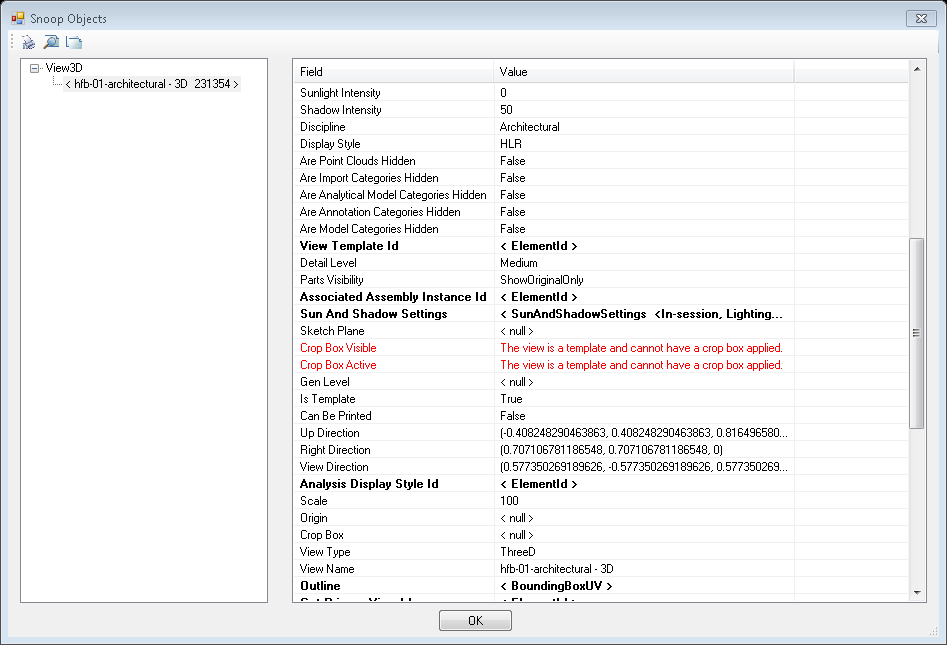 Snoop Objects
View3D
< hfb-01-architectural - 3D 231354 >
Field Value
Sunlight Intensity 0
Shadow Intensity 50
Discipline Architectural
Display Style HLR
Are Point Clouds Hidden False
Are Import Categories Hidden False
Are Analytical Model Categories Hidden False
Are Annotation Categories Hidden False
Are Model Categories Hidden False
View Template Id < ElementId >
Detail Level Medium
Parts Visibility ShowOriginalOnly
Associated Assembly Instance Id < ElementId >
Sun And Shadow Settings < SunAndShadowSettings <In-session, Lighting...
Sketch Plane < null >
Crop Box Visible The view is a template and cannot have a crop box applied.
Crop Box Active The view is a template and cannot have a crop box applied.
Gen Level < null >
Is Template True
Can Be Printed False
Up Direction (-0.408248290463863, 0.408248290463863, 0.816496580...
Right Direction (0.707106781186548, 0.707106781186548, 0)
View Direction (0.577350269189626, -0.577350269189626, 0.577350269...
Analysis Display Style Id < ElementId >
Scale 100
Origin < null >
Crop Box < null >
View Type ThreeD
View Name hfb-01-architectural - 3D
Outline < BoundingBoxUV >
OK